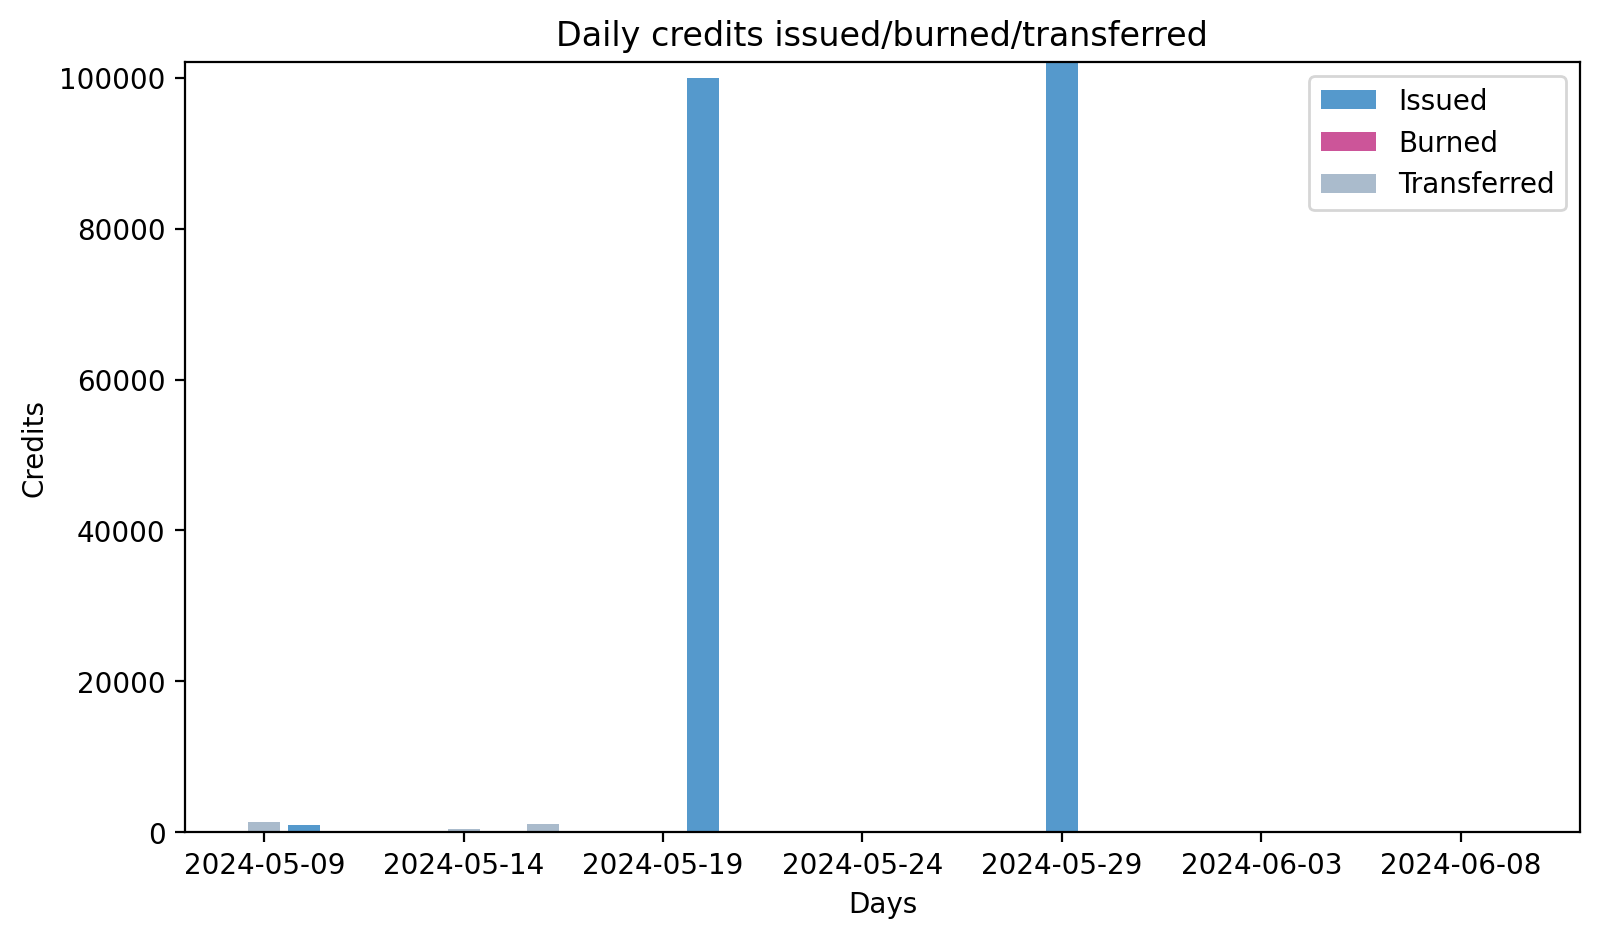 Daily credits issued/burned/transferred
100000
80000
60000
40000
20000
0
Credits
Issued
Burned
Transferred
2024-05-09 2024-05-14 2024-05-19 2024-05-24 2024-05-29 2024-06-03 2024-06-08
Days